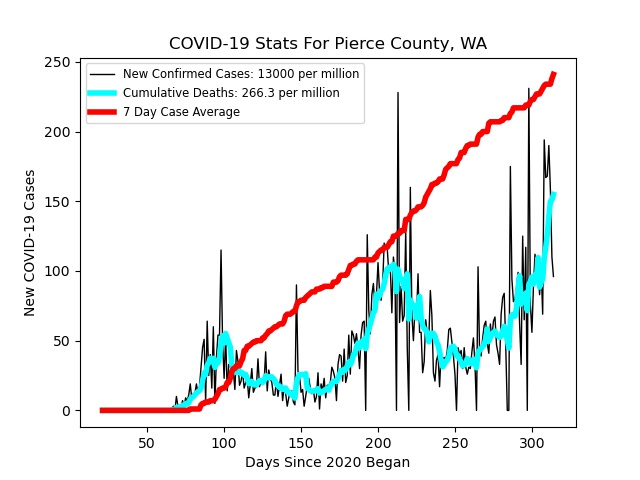 COVID-19 Stats For Pierce County, WA
New Confirmed Cases: 13000 per million
Cumulative Deaths: 266.3 per million
7 Day Case Average
New COVID-19 Cases
250
200
150
100
50
0
50 100 150 200 250 300
Days Since 2020 Began